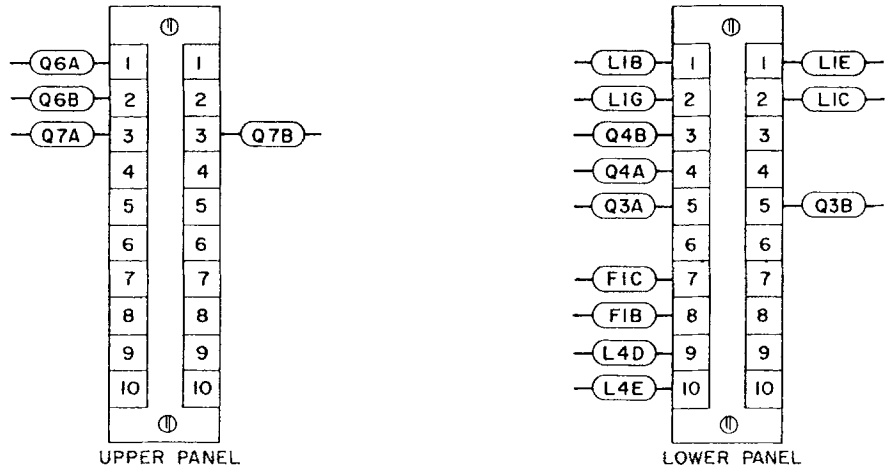 Q6A 1 1
Q6B 2 2
Q7A 3 3 Q7B
4 4
5 5
6 6
7 7
8 8
9 9
10 10
UPPER PANEL
L1B 1 1 L1E
L1G 2 2 L1C
Q4B 3 3
Q4A 4 4
Q3A 5 5 Q3B
6 6
F1C 7 7
F1B 8 8
L4D 9 9
L4E 10 10
LOWER PANEL